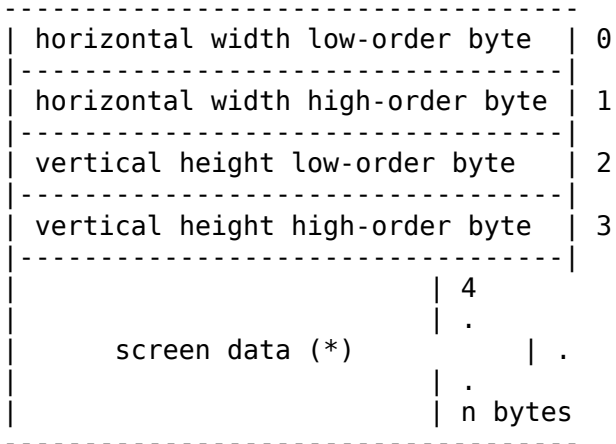 ------------------------------------
| horizontal width low-order byte  | 0
|----------------------------------|
| horizontal width high-order byte | 1
|----------------------------------|
| vertical height low-order byte   | 2
|----------------------------------|
| vertical height high-order byte  | 3
|----------------------------------|
|                          | 4
|                          | .
|      screen data (*)           | .
|                          | .
|                          | n bytes
------------------------------------